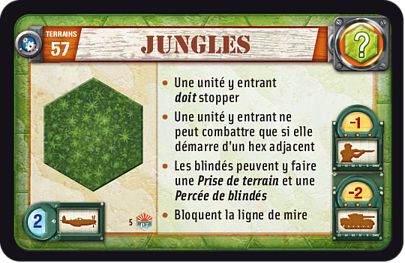 TERRAINS
57
JUNGLES
?
• Une unité y entrant
doit stopper
• Une unité y entrant ne
peut combattre que si elle
démarre d'un hex adjacent
• Les blindés peuvent y faire
une Prise de terrain et une
Percée de blindés
• Bloquent la ligne de mire
-1
-2
2
5
PT